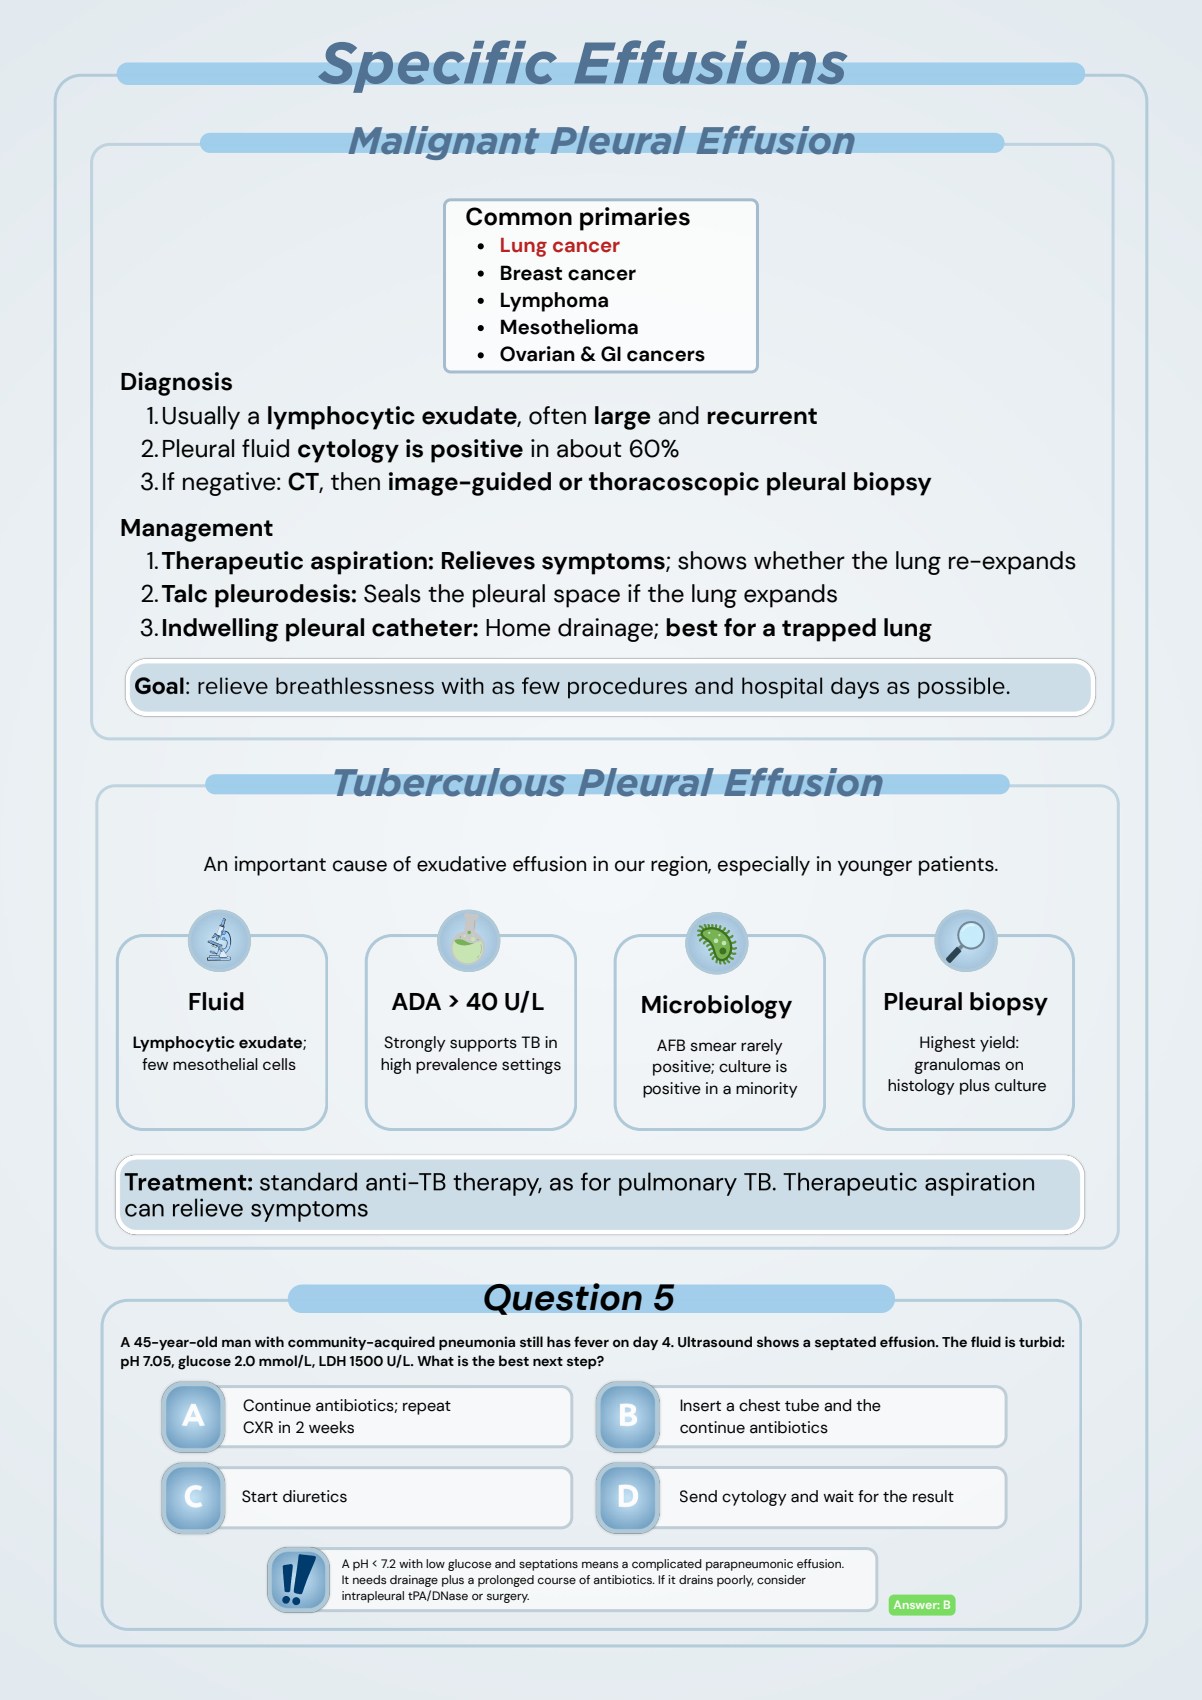 Specific Effusions
Malignant Pleural Effusion
Common primaries
• Lung cancer
• Breast cancer
• Lymphoma
• Mesothelioma
• Ovarian & GI cancers
Diagnosis
1. Usually a lymphocytic exudate, often large and recurrent
2. Pleural fluid cytology is positive in about 60%
3. If negative: CT, then image-guided or thoracoscopic pleural biopsy
Management
1. Therapeutic aspiration: Relieves symptoms; shows whether the lung re-expands
2. Talc pleurodesis: Seals the pleural space if the lung expands
3. Indwelling pleural catheter: Home drainage; best for a trapped lung
Goal: relieve breathlessness with as few procedures and hospital days as possible.
Tuberculous Pleural Effusion
An important cause of exudative effusion in our region, especially in younger patients.
Fluid
Lymphocytic exudate;
few mesothelial cells
ADA > 40 U/L
Strongly supports TB in
high prevalence settings
Microbiology
AFB smear rarely
positive; culture is
positive in a minority
Pleural biopsy
Highest yield:
granulomas on
histology plus culture
Treatment: standard anti-TB therapy, as for pulmonary TB. Therapeutic aspiration
can relieve symptoms
Question 5
A 45-year-old man with community-acquired pneumonia still has fever on day 4. Ultrasound shows a septated effusion. The fluid is turbid:
pH 7.05, glucose 2.0 mmol/L, LDH 1500 U/L. What is the best next step?
A
Continue antibiotics; repeat
CXR in 2 weeks
B
Insert a chest tube and the
continue antibiotics
C
Start diuretics
D
Send cytology and wait for the result
A pH < 7.2 with low glucose and septations means a complicated parapneumonic effusion.
It needs drainage plus a prolonged course of antibiotics. If it drains poorly, consider
intrapleural tPA/DNase or surgery.
Answer: B